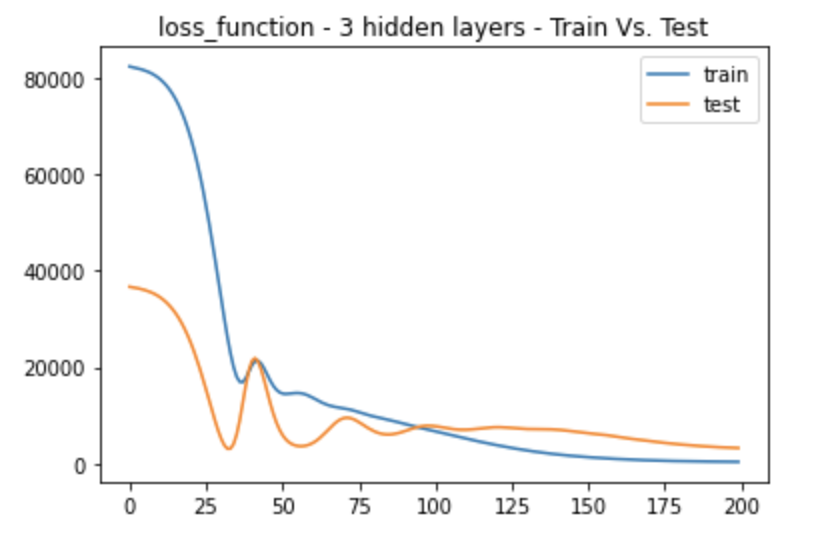 loss_function - 3 hidden layers - Train Vs. Test
train
test
80000
60000
40000
20000
0
0 25 50 75 100 125 150 175 200